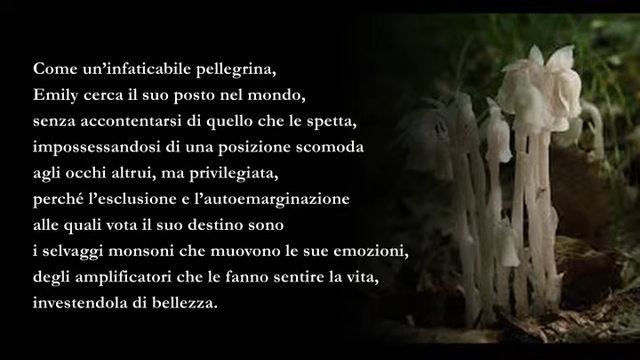 Come un'infaticabile pellegrina,
Emily cerca il suo posto nel mondo,
senza accontentarsi di quello che le spetta,
impossessandosi di una posizione scomoda
agli occhi altrui, ma privilegiata,
perché l'esclusione e l'autoemarginazione
alle quali vota il suo destino sono
i selvaggi monsoni che muovono le sue emozioni,
degli amplificatori che le fanno sentire la vita,
investendola di bellezza.